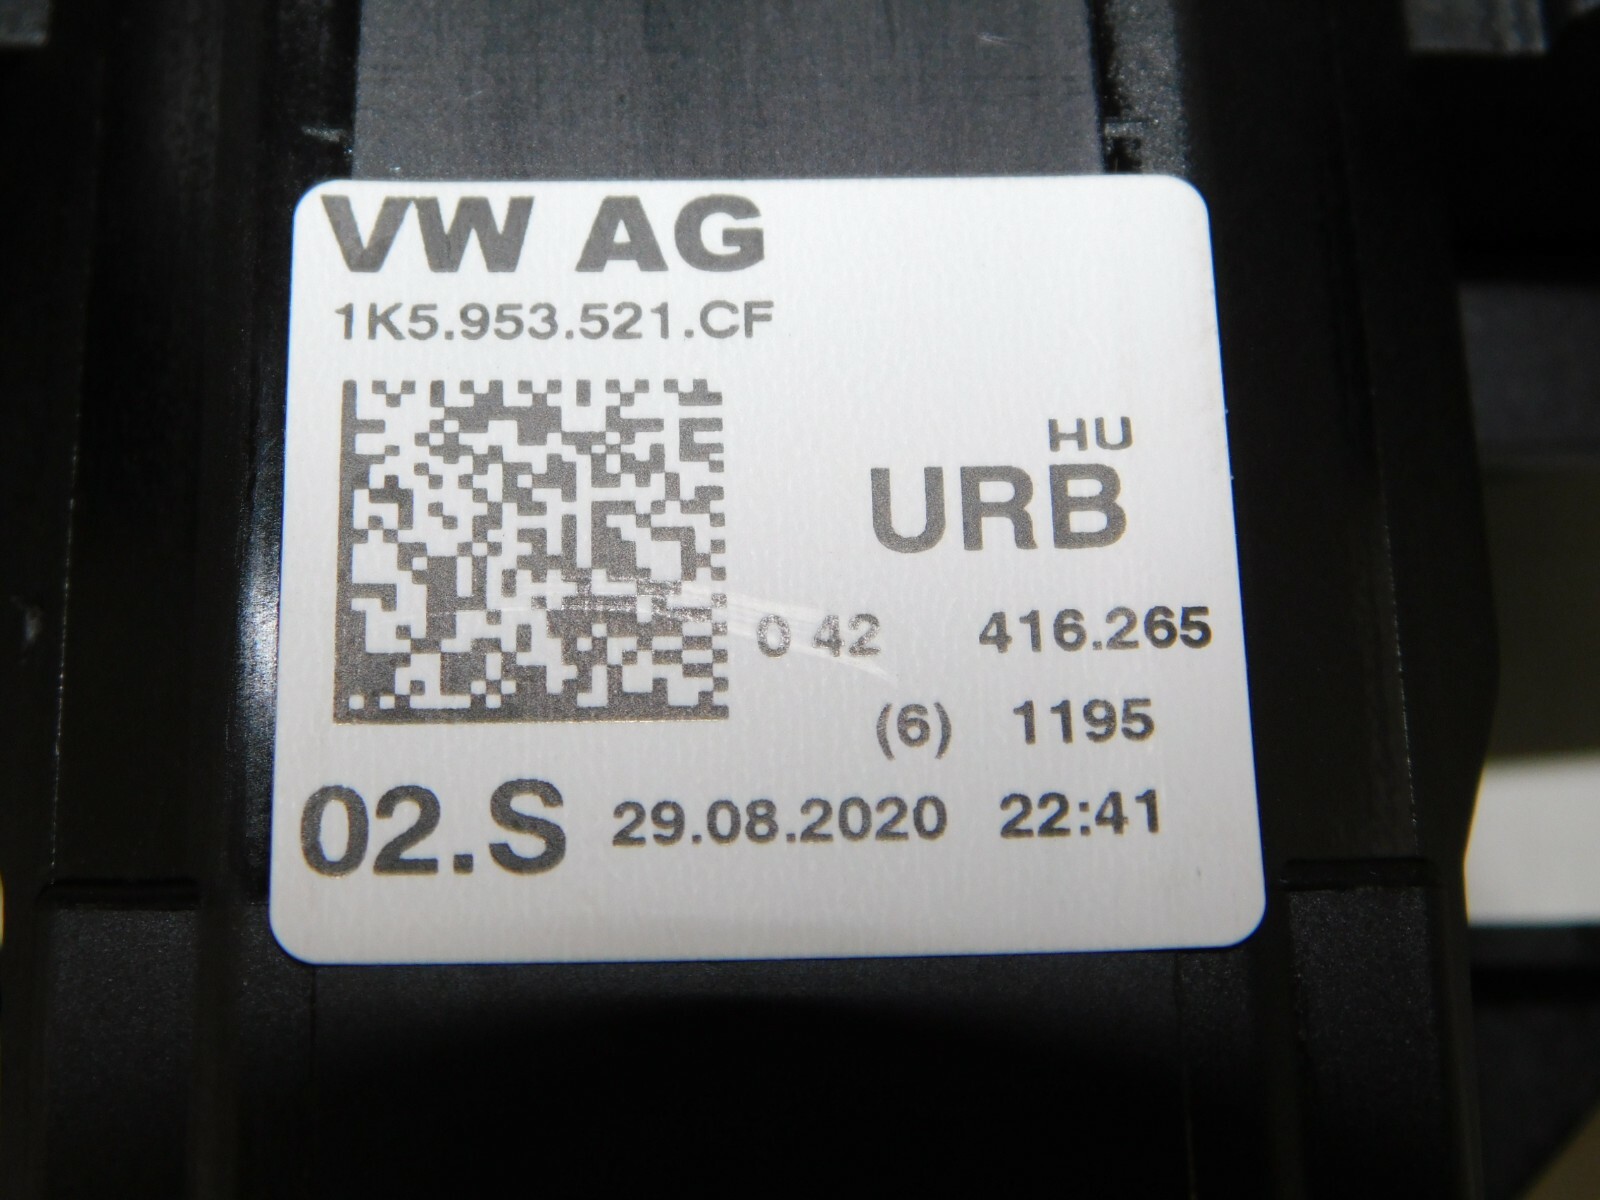 VW AG
1K5.953.521.CF
HU
URB
0 42 416.265
(6) 1195
02.S 29.08.2020 22:41